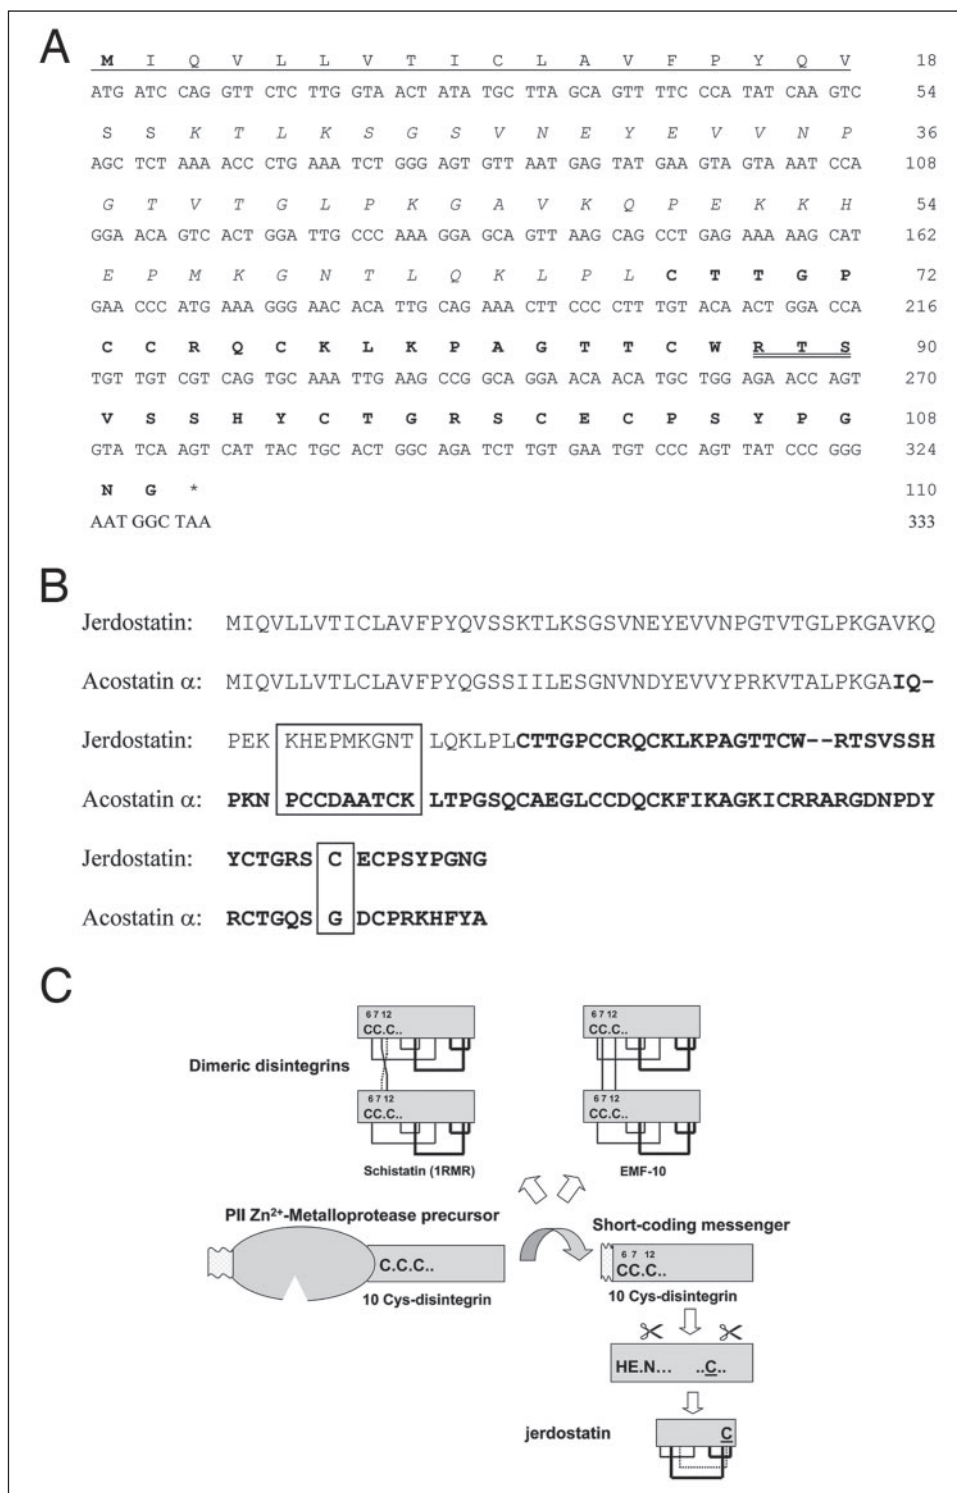 A
M I Q V L L V T I C L A V F P Y Q V 18
ATG ATC CAG GTT CTC TTG GTA ACT ATA TGC TTA GCA GTT TTC CCA TAT CAA GTC 54
S S K T L K S G S V N E Y E V V N P 36
AGC TCT AAA ACC CTG AAA TCT GGG AGT GTT AAT GAG TAT GAA GTA GTA AAT CCA 108
G T V T G L P K G A V K Q P E K K H 54
GGA ACA GTC ACT GGA TTG CCC AAA GGA GCA GTT AAG CAG CCT GAG AAA AAG CAT 162
E P M K G N T L Q K L P L C T T G P 72
GAA CCC ATG AAA GGG AAC ACA TTG CAG AAA CTT CCC CTT TGT ACA ACT GGA CCA 216
C C R Q C K L K P A G T T C W R T S 90
TGT TGT CGT CAG TGC AAA TTG AAG CCG GCA GGA ACA ACA TGC TGG AGA ACC AGT 270
V S S H Y C T G R S C E C P S Y P G 108
GTA TCA AGT CAT TAC TGC ACT GGC AGA TCT TGT GAA TGT CCC AGT TAT CCC GGG 324
N G * 110
AAT GGC TAA 333
B
Jerdostatin: MIQVLLVTICLAVFPYQVSSKTLKSGSVNEYEVVNPGTVTGLPKGAVKQ
Acostatin α: MIQVLLVTLCLAVFPYQGSSIILESGNVNDYEVVYPRKVTALPKGAIQ–
Jerdostatin: PEK KHEPMKGNT LQKLPLCTTGPCCRQCKLKPAGTTCW––RTSVSSH
Acostatin α: PKN PCCDAATCK LTPGSQCAEGLCCDQCKFIKAGKICRRARGDNPDY
Jerdostatin: YCTGRS C ECPSYPGNG
Acostatin α: RCTGQS G DCPRKHFYA
C
6 7 12 6 7 12
CC.C.. CC.C..
Dimeric disintegrins
6 7 12 6 7 12
CC.C.. CC.C..
Schistatin (1RMR) EMF-10
PII Zn²⁺-Metalloprotease precursor Short-coding messenger
6 7 12
C.C.C.. CC.C..
10 Cys-disintegrin 10 Cys-disintegrin
HE.N... ..C..
jerdostatin C